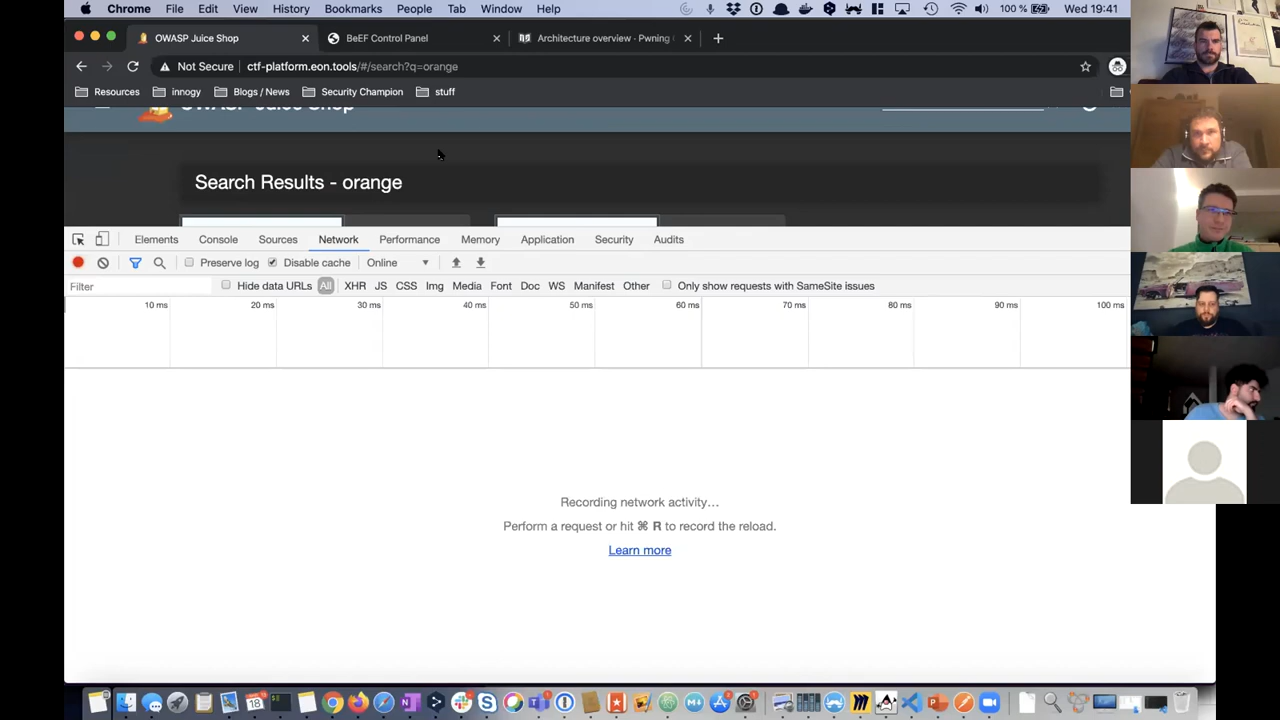 Chrome File Edit View History Bookmarks People Tab Window Help 100 % Wed 19:41
OWASP Juice Shop BeEF Control Panel Architecture overview - Pwning
Not Secure ctf-platform.eon.tools/#/search?q=orange
Resources innogy Blogs / News Security Champion stuff
OWASP Juice Shop
Search Results - orange
Elements Console Sources Network Performance Memory Application Security Audits
Preserve log Disable cache Online
Filter Hide data URLs All XHR JS CSS Img Media Font Doc WS Manifest Other Only show requests with SameSite issues
10 ms 20 ms 30 ms 40 ms 50 ms 60 ms 70 ms 80 ms 90 ms 100 ms
Recording network activity…
Perform a request or hit ⌘ R to record the reload.
Learn more
18